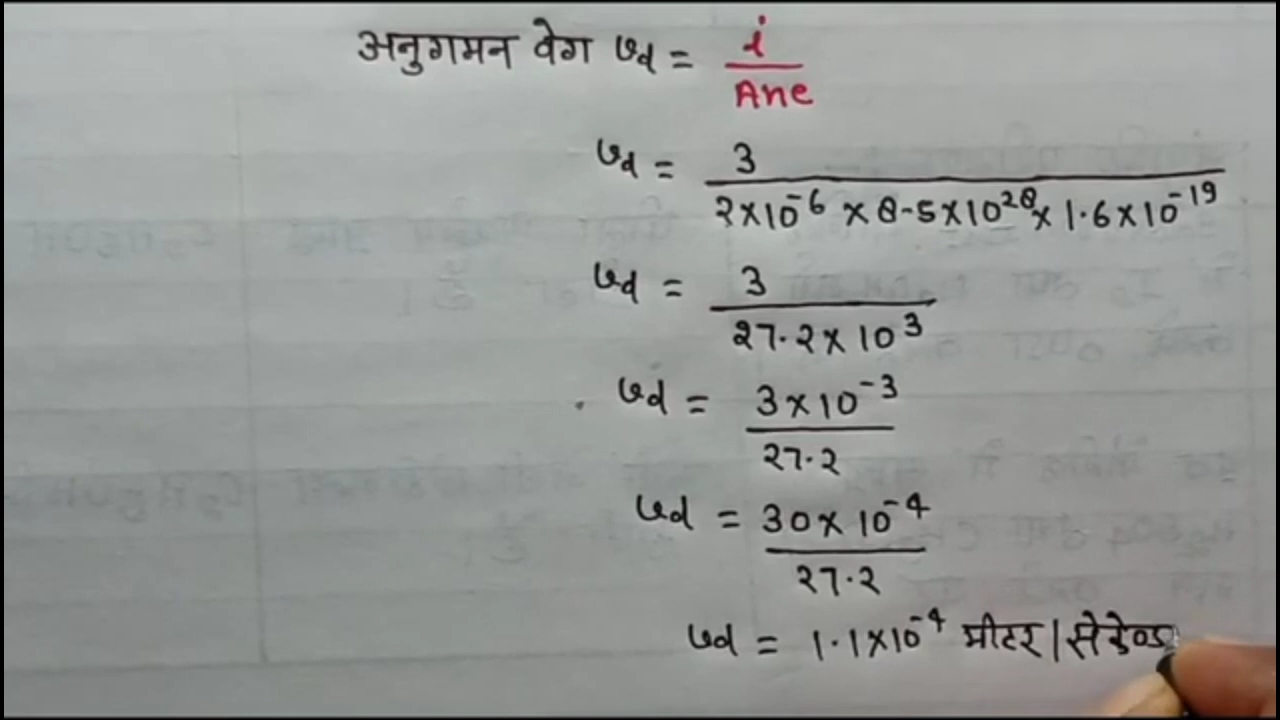 अनुगमन वेग vd = i / Ane
vd = 3 / 2×10⁻⁶ × 8.5×10²⁸ × 1.6×10⁻¹⁹
vd = 3 / 27.2×10³
vd = 3×10⁻³ / 27.2
vd = 30×10⁻⁴ / 27.2
vd = 1.1×10⁻⁴ मीटर/सेकेण्ड